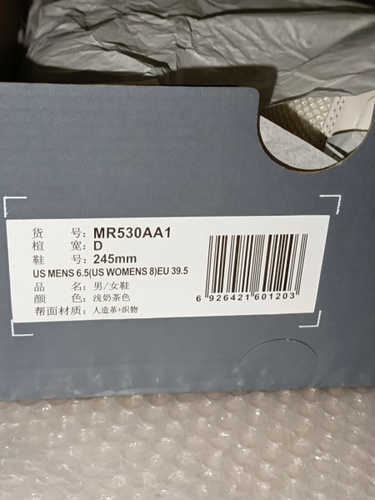 货 号: MR530AA1
楦 宽: D
鞋 号: 245mm
US MENS 6.5(US WOMENS 8)EU 39.5
品 名: 男/女鞋
颜 色: 浅奶茶色
帮面材质: 人造革+织物
6 926421 601203